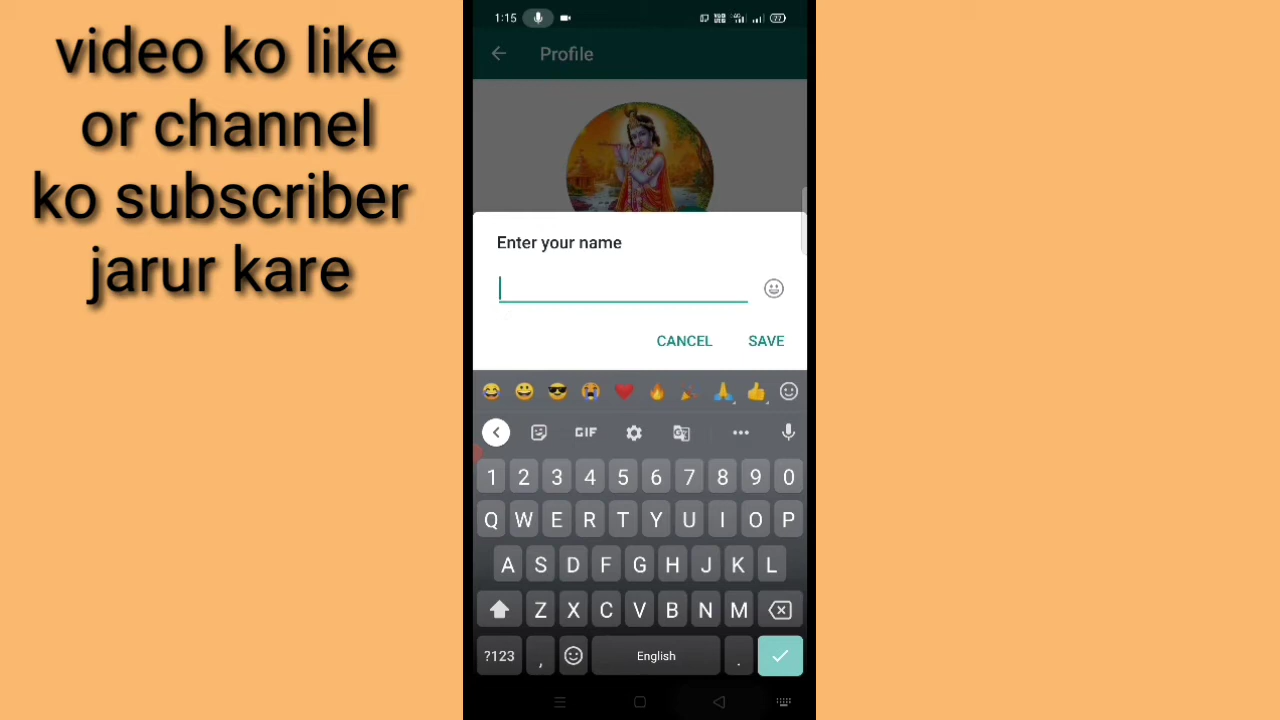 video ko like
or channel
ko subscriber
jarur kare
1:15
77
Profile
Enter your name
CANCEL
SAVE
GIF
1 2 3 4 5 6 7 8 9 0
Q W E R T Y U I O P
A S D F G H J K L
Z X C V B N M
?123 , English .